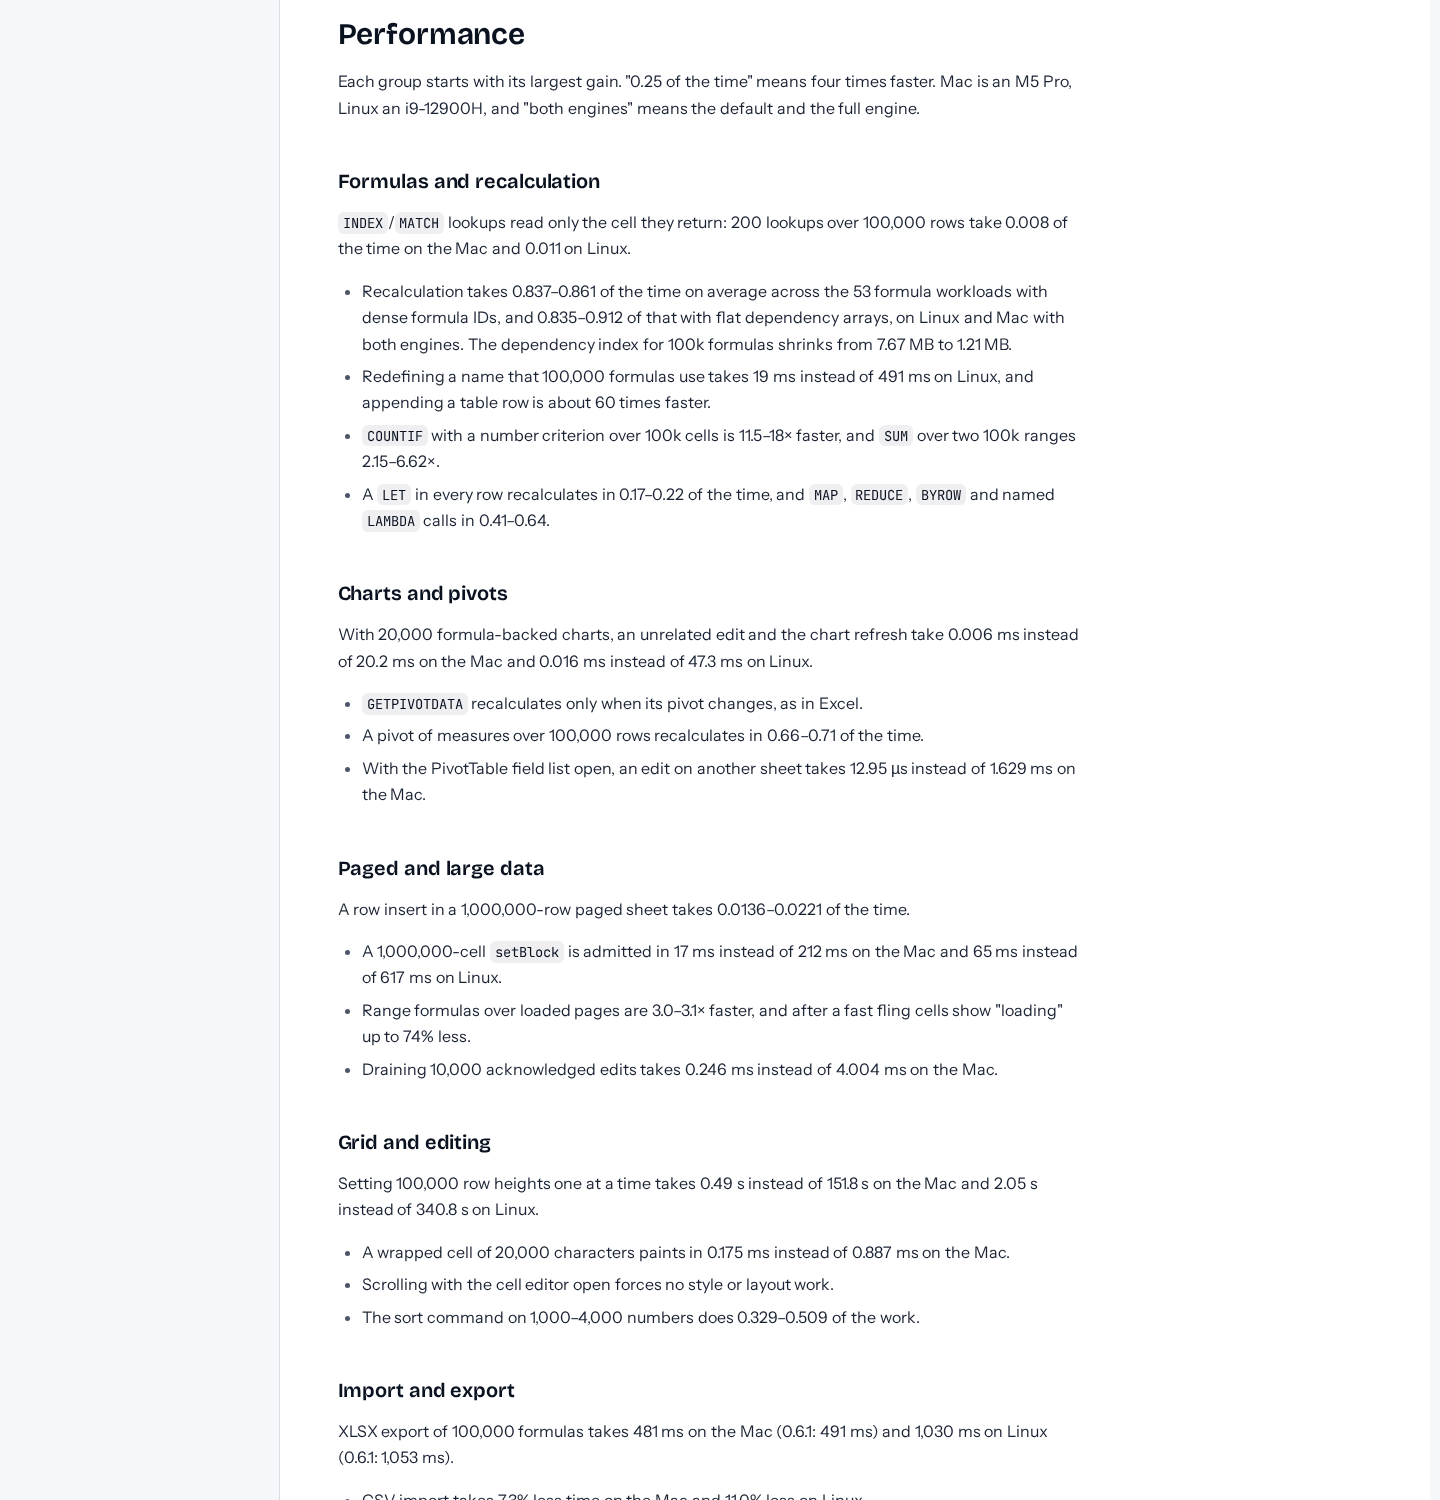 Performance
Each group starts with its largest gain. "0.25 of the time" means four times faster. Mac is an M5 Pro,
Linux an i9-12900H, and "both engines" means the default and the full engine.
Formulas and recalculation
INDEX/MATCH lookups read only the cell they return: 200 lookups over 100,000 rows take 0.008 of
the time on the Mac and 0.011 on Linux.
• Recalculation takes 0.837–0.861 of the time on average across the 53 formula workloads with
dense formula IDs, and 0.835–0.912 of that with flat dependency arrays, on Linux and Mac with
both engines. The dependency index for 100k formulas shrinks from 7.67 MB to 1.21 MB.
• Redefining a name that 100,000 formulas use takes 19 ms instead of 491 ms on Linux, and
appending a table row is about 60 times faster.
• COUNTIF with a number criterion over 100k cells is 11.5–18× faster, and SUM over two 100k ranges
2.15–6.62×.
• A LET in every row recalculates in 0.17–0.22 of the time, and MAP, REDUCE, BYROW and named
LAMBDA calls in 0.41–0.64.
Charts and pivots
With 20,000 formula-backed charts, an unrelated edit and the chart refresh take 0.006 ms instead
of 20.2 ms on the Mac and 0.016 ms instead of 47.3 ms on Linux.
• GETPIVOTDATA recalculates only when its pivot changes, as in Excel.
• A pivot of measures over 100,000 rows recalculates in 0.66–0.71 of the time.
• With the PivotTable field list open, an edit on another sheet takes 12.95 µs instead of 1.629 ms on
the Mac.
Paged and large data
A row insert in a 1,000,000-row paged sheet takes 0.0136–0.0221 of the time.
• A 1,000,000-cell setBlock is admitted in 17 ms instead of 212 ms on the Mac and 65 ms instead
of 617 ms on Linux.
• Range formulas over loaded pages are 3.0–3.1× faster, and after a fast fling cells show "loading"
up to 74% less.
• Draining 10,000 acknowledged edits takes 0.246 ms instead of 4.004 ms on the Mac.
Grid and editing
Setting 100,000 row heights one at a time takes 0.49 s instead of 151.8 s on the Mac and 2.05 s
instead of 340.8 s on Linux.
• A wrapped cell of 20,000 characters paints in 0.175 ms instead of 0.887 ms on the Mac.
• Scrolling with the cell editor open forces no style or layout work.
• The sort command on 1,000–4,000 numbers does 0.329–0.509 of the work.
Import and export
XLSX export of 100,000 formulas takes 481 ms on the Mac (0.6.1: 491 ms) and 1,030 ms on Linux
(0.6.1: 1,053 ms).
• CSV import takes 7.3% less time on the Mac and 11.0% less on Linux.